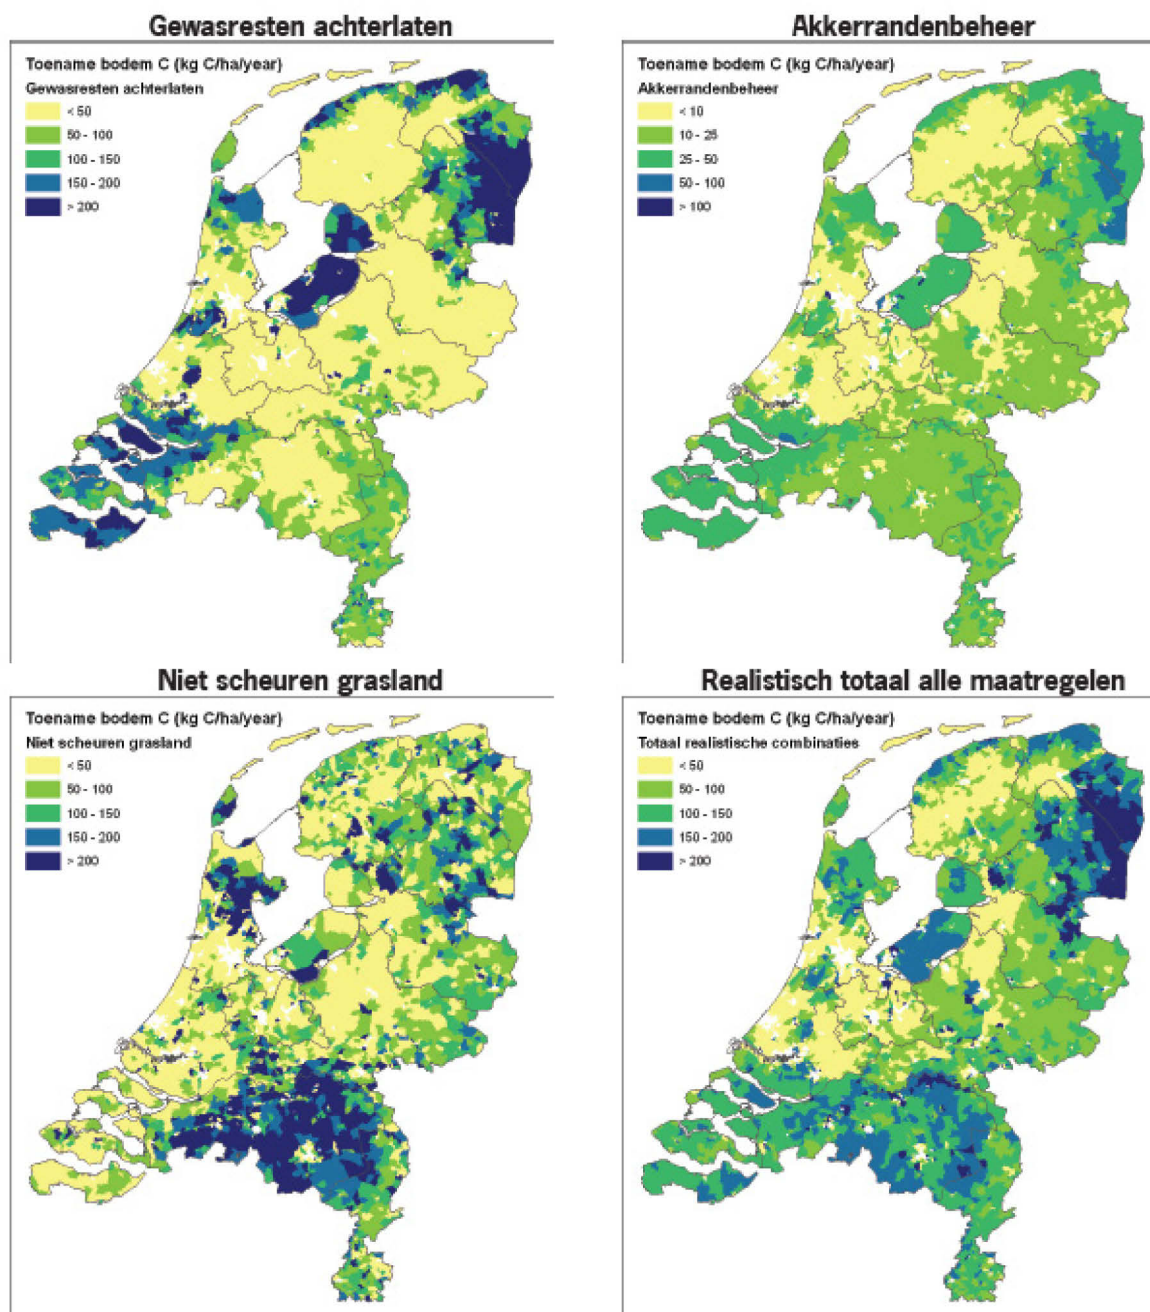 Gewasresten achterlaten
Toename bodem C (kg C/ha/year)
Gewasresten achterlaten
< 50
50 - 100
100 - 150
150 - 200
> 200
Akkerrandenbeheer
Toename bodem C (kg C/ha/year)
Akkerrandenbeheer
< 10
10 - 25
25 - 50
50 - 100
> 100
Niet scheuren grasland
Toename bodem C (kg C/ha/year)
Niet scheuren grasland
< 50
50 - 100
100 - 150
150 - 200
> 200
Realistisch totaal alle maatregelen
Toename bodem C (kg C/ha/year)
Totaal realistische combinaties
< 50
50 - 100
100 - 150
150 - 200
> 200